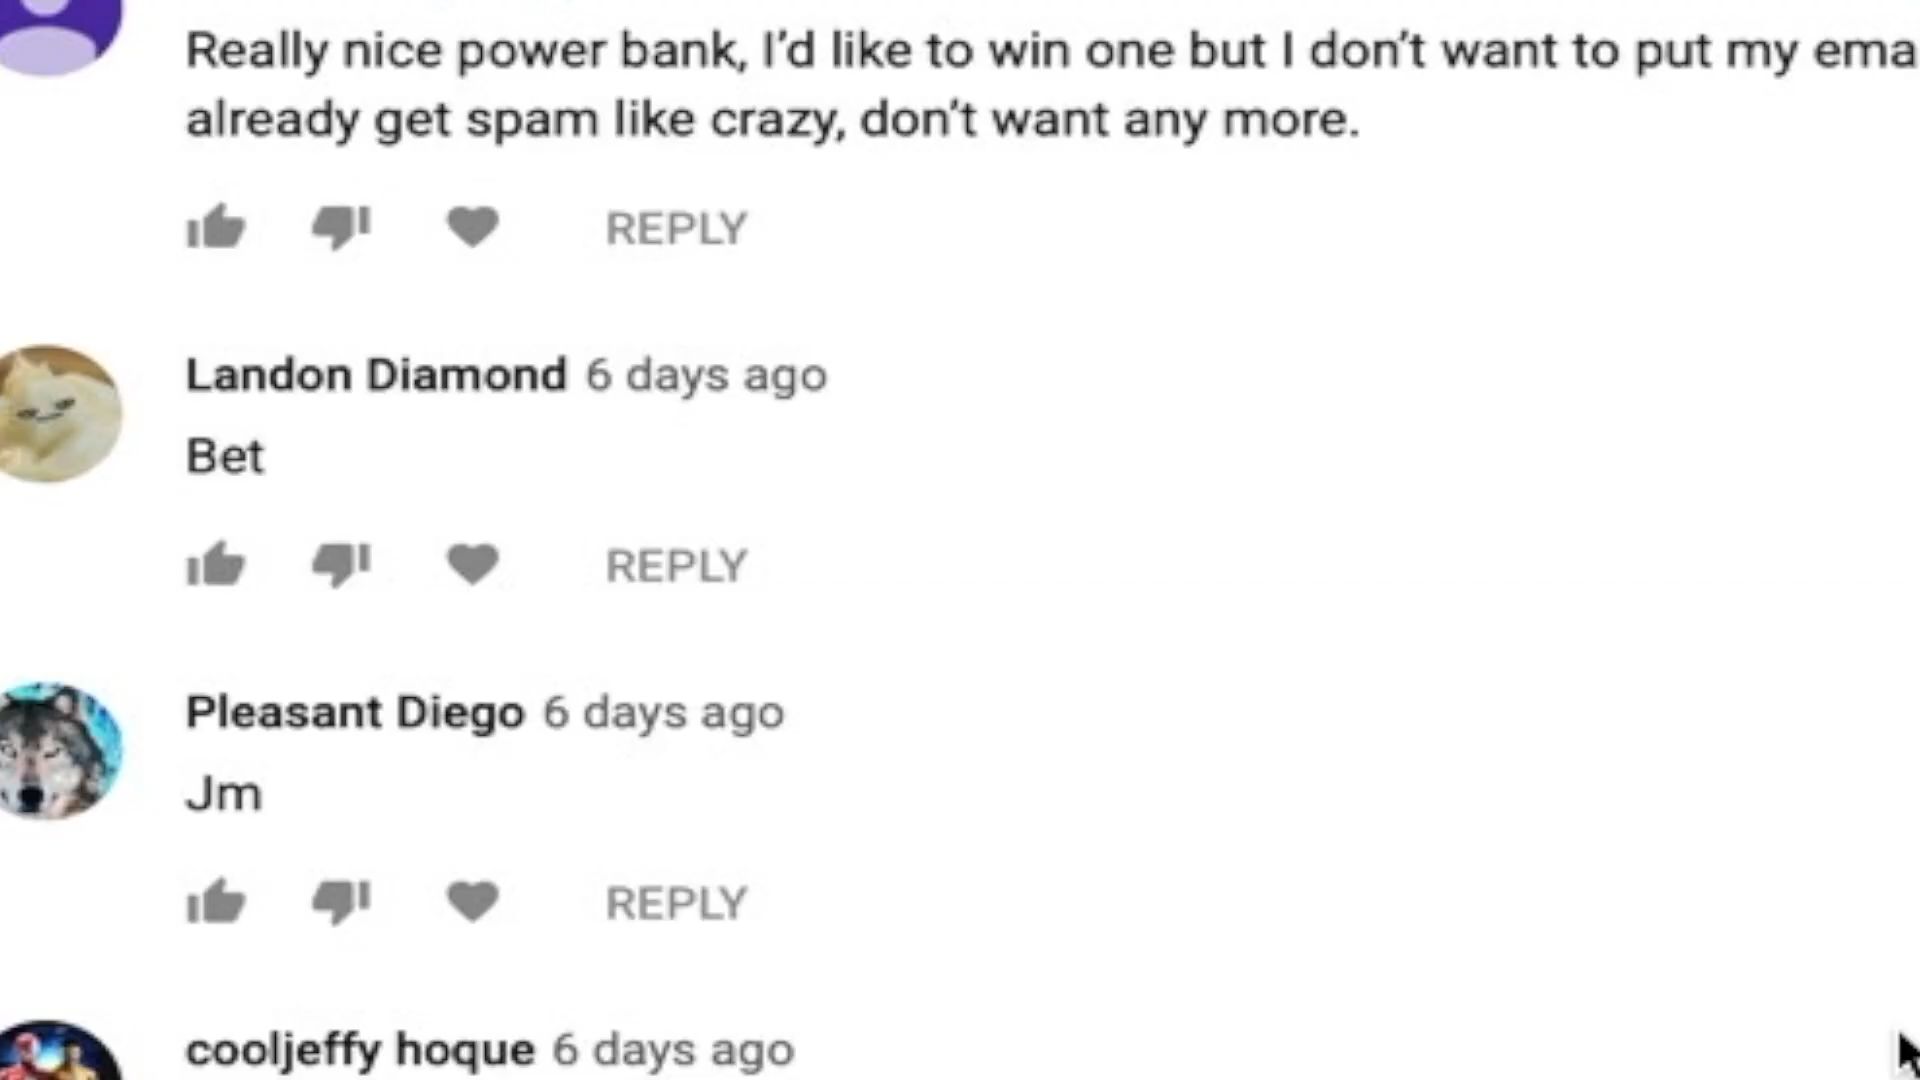 Really nice power bank, I'd like to win one but I don't want to put my ema
already get spam like crazy, don't want any more.
REPLY
Landon Diamond 6 days ago
Bet
REPLY
Pleasant Diego 6 days ago
Jm
REPLY
cooljeffy hoque 6 days ago